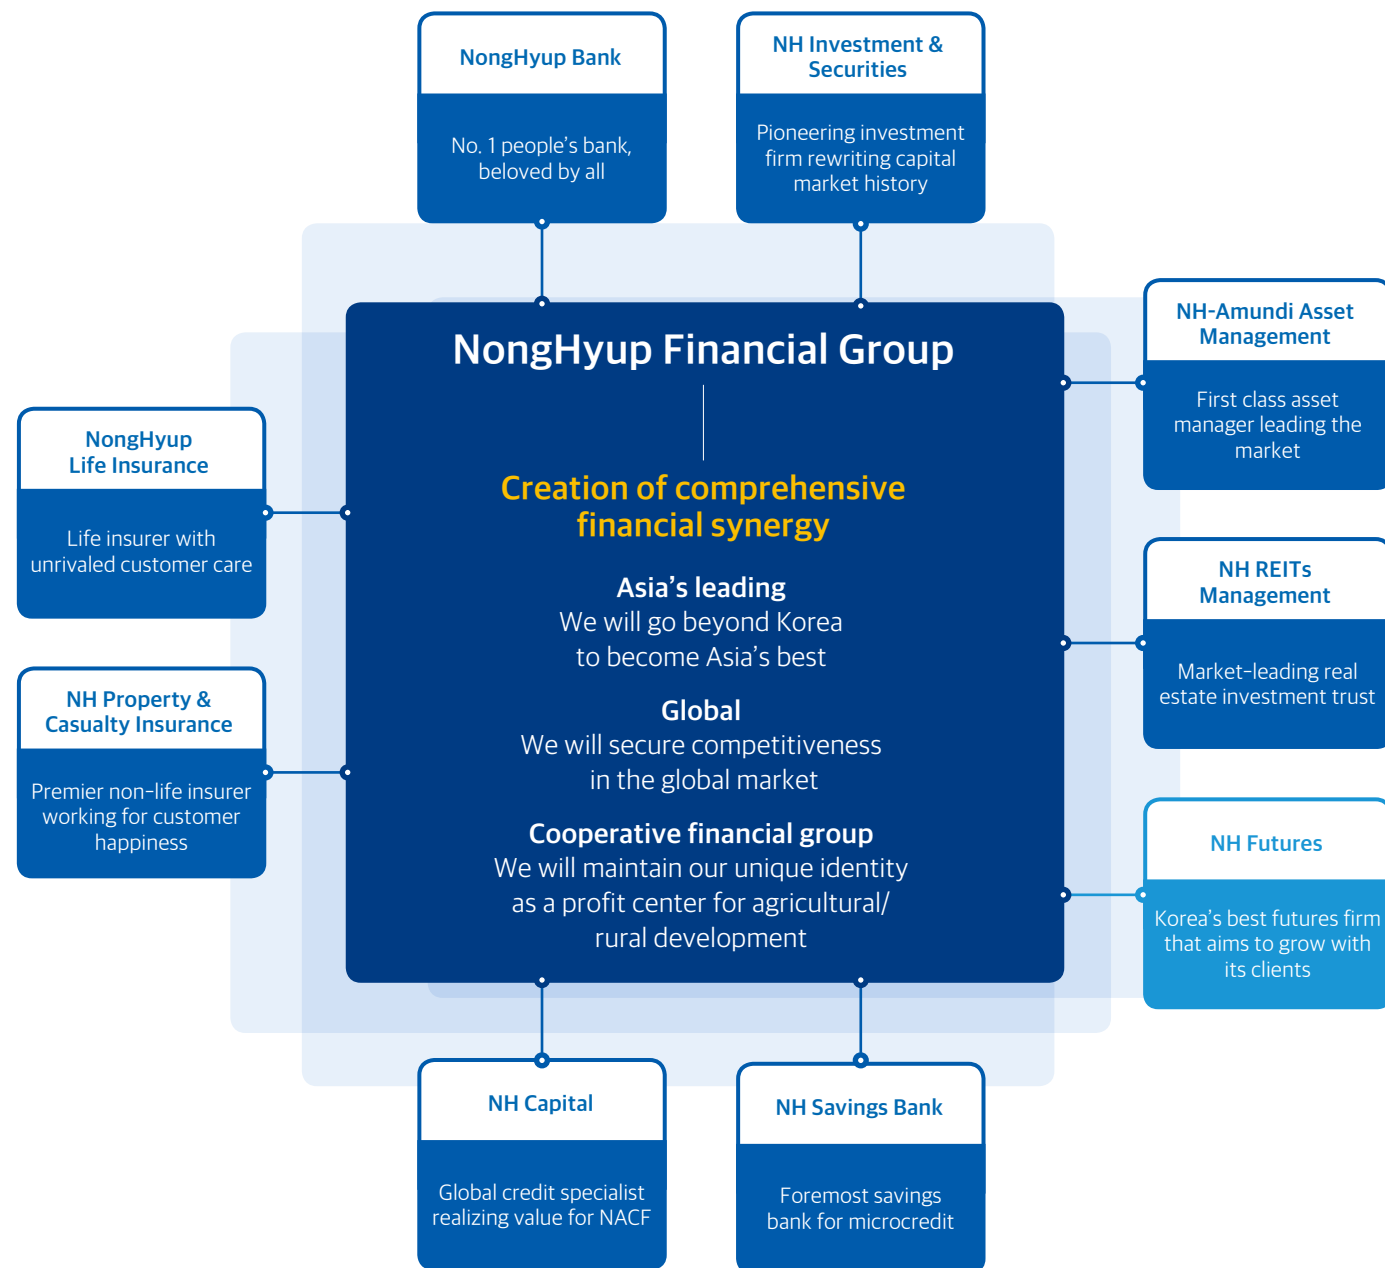 NongHyup Bank
No. 1 people’s bank,
beloved by all
NH Investment &
Securities
Pioneering investment
firm rewriting capital
market history
NongHyup Financial Group
Creation of comprehensive
financial synergy
Asia’s leading
We will go beyond Korea
to become Asia’s best
Global
We will secure competitiveness
in the global market
Cooperative financial group
We will maintain our unique identity
as a profit center for agricultural/
rural development
NongHyup
Life Insurance
Life insurer with
unrivaled customer care
NH Property &
Casualty Insurance
Premier non-life insurer
working for customer
happiness
NH-Amundi Asset
Management
First class asset
manager leading the
market
NH REITs
Management
Market-leading real
estate investment trust
NH Futures
Korea’s best futures firm
that aims to grow with
its clients
NH Capital
Global credit specialist
realizing value for NACF
NH Savings Bank
Foremost savings
bank for microcredit